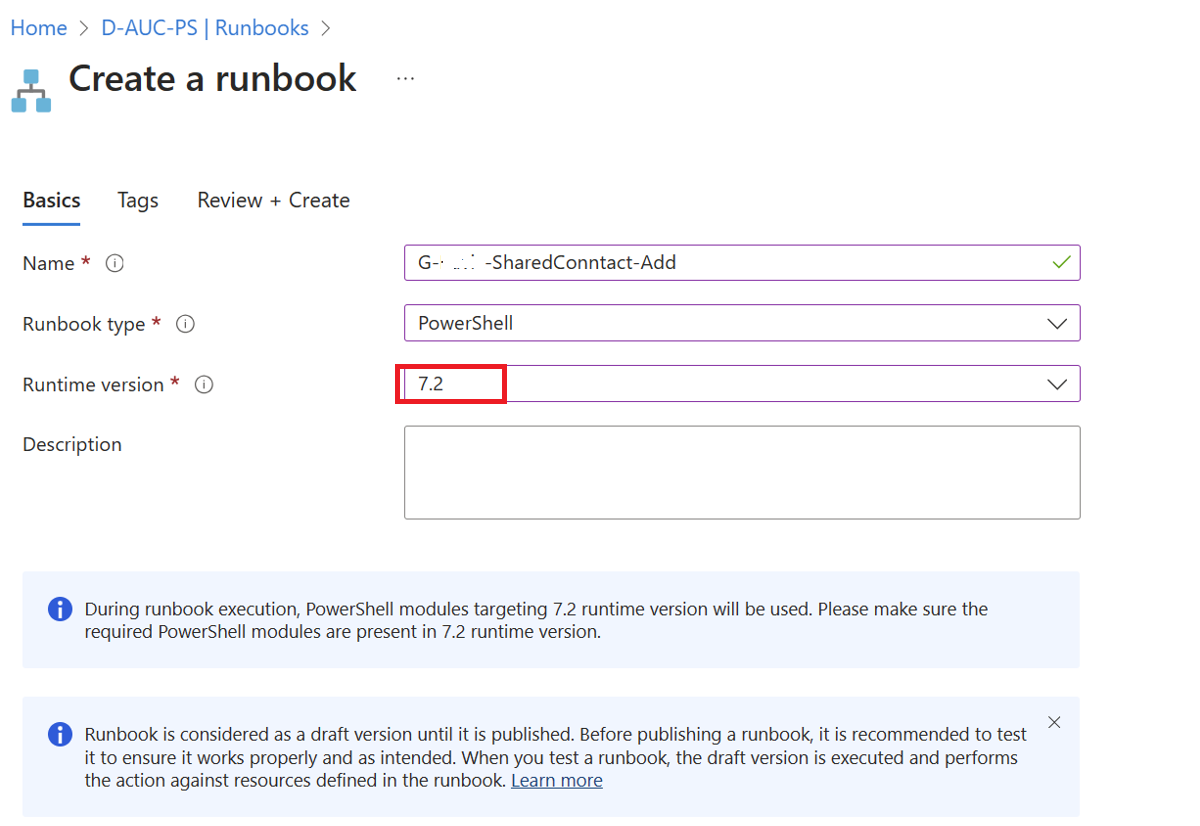 Home > D-AUC-PS | Runbooks >
Create a runbook ...
Basics Tags Review + Create
Name * G- -SharedConntact-Add
Runbook type * PowerShell
Runtime version * 7.2
Description
During runbook execution, PowerShell modules targeting 7.2 runtime version will be used. Please make sure the
required PowerShell modules are present in 7.2 runtime version.
Runbook is considered as a draft version until it is published. Before publishing a runbook, it is recommended to test
it to ensure it works properly and as intended. When you test a runbook, the draft version is executed and performs
the action against resources defined in the runbook. Learn more